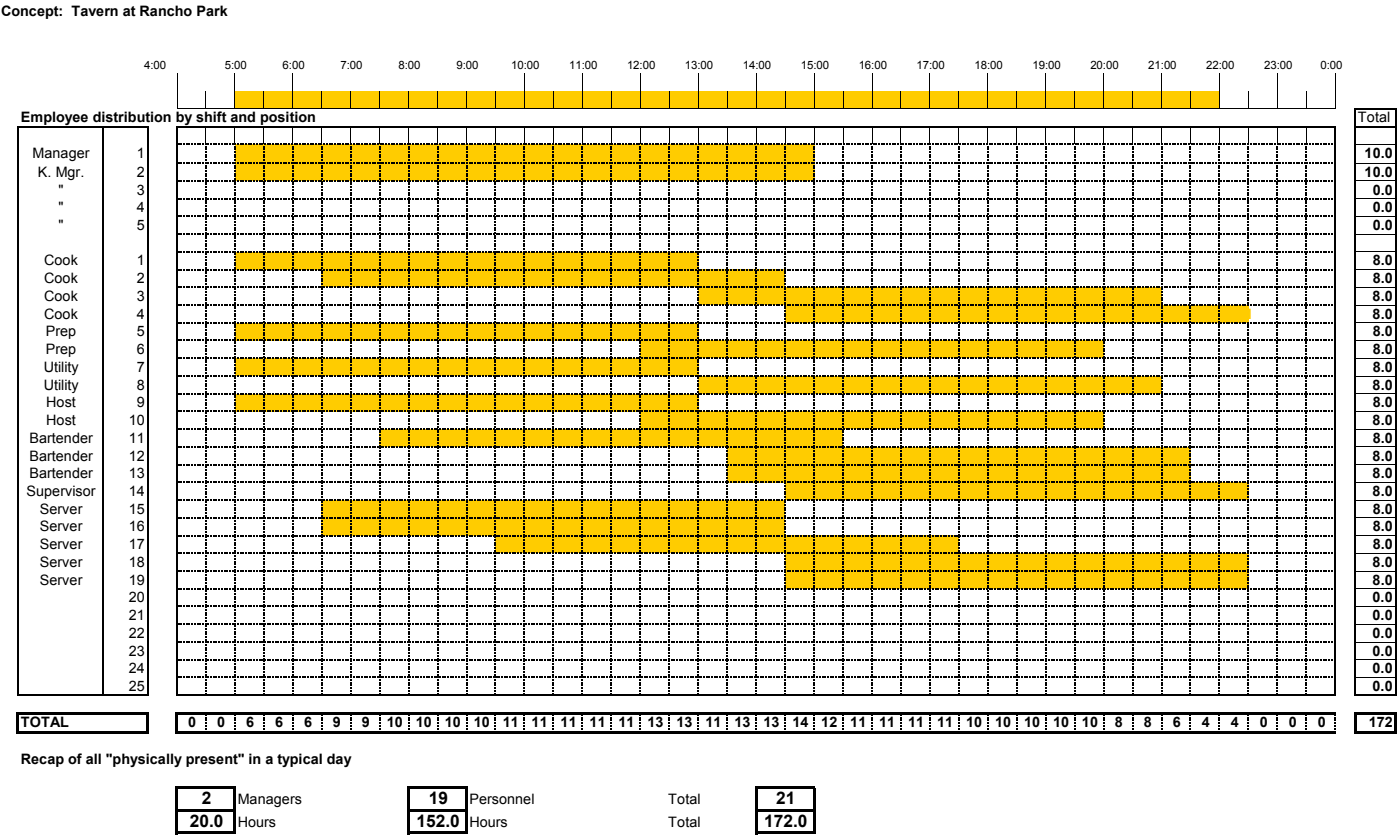 Concept: Tavern at Rancho Park
4:00 5:00 6:00 7:00 8:00 9:00 10:00 11:00 12:00 13:00 14:00 15:00 16:00 17:00 18:00 19:00 20:00 21:00 22:00 23:00 0:00
Employee distribution by shift and position Total
Manager 1 10.0
K. Mgr. 2 10.0
" 3 0.0
" 4 0.0
" 5 0.0
Cook 1 8.0
Cook 2 8.0
Cook 3 8.0
Cook 4 8.0
Prep 5 8.0
Prep 6 8.0
Utility 7 8.0
Utility 8 8.0
Host 9 8.0
Host 10 8.0
Bartender 11 8.0
Bartender 12 8.0
Bartender 13 8.0
Supervisor 14 8.0
Server 15 8.0
Server 16 8.0
Server 17 8.0
Server 18 8.0
Server 19 8.0
20 0.0
21 0.0
22 0.0
23 0.0
24 0.0
25 0.0
TOTAL 0 0 6 6 6 9 9 10 10 10 10 11 11 11 11 11 13 13 11 13 13 14 12 11 11 11 11 10 10 10 10 10 8 8 6 4 4 0 0 0 172
Recap of all "physically present" in a typical day
2 Managers 19 Personnel Total 21
20.0 Hours 152.0 Hours Total 172.0